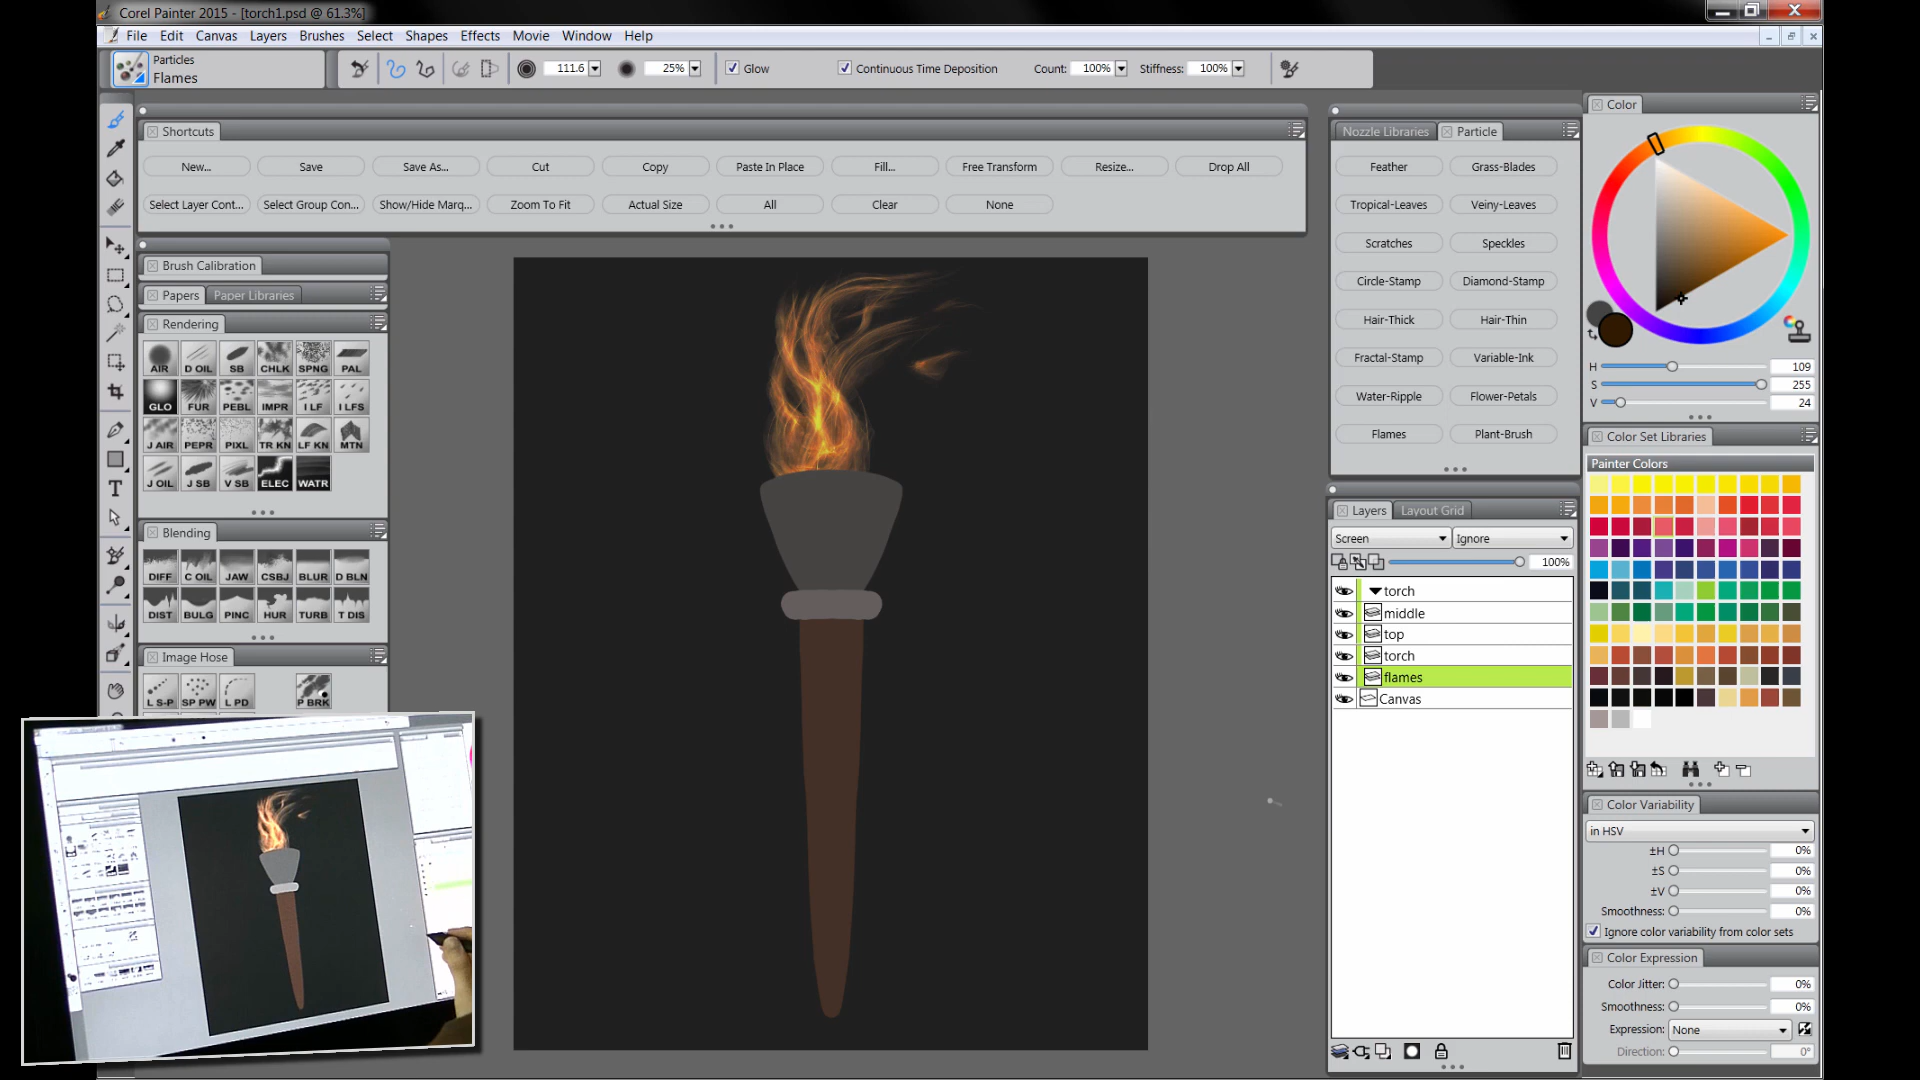 Corel Painter 2015 - [torch1.psd @ 61.3%]
File Edit Canvas Layers Brushes Select Shapes Effects Movie Window Help
Particles
Flames
111.6 25% Glow Continuous Time Deposition Count: 100% Stiffness: 100%
Shortcuts
New... Save Save As... Cut Copy Paste In Place Fill... Free Transform Resize... Drop All
Select Layer Cont... Select Group Con... Show/Hide Marq... Zoom To Fit Actual Size All Clear None
Brush Calibration
Papers Paper Libraries
Rendering
AIR D OIL SB CHLK SPNG PAL
GLO FUR PEBL IMPR I LF I LFS
J AIR PEPR PIXL TR KN LF KN MTN
J OIL J SB V SB ELEC WATR
Blending
DIFF C OIL JAW CSBJ BLUR D BLN
DIST BULG PINC HUR TURB T DIS
Image Hose
L S-P SP PW L PD P BRK
Nozzle Libraries Particle
Feather Grass-Blades
Tropical-Leaves Veiny-Leaves
Scratches Speckles
Circle-Stamp Diamond-Stamp
Hair-Thick Hair-Thin
Fractal-Stamp Variable-Ink
Water-Ripple Flower-Petals
Flames Plant-Brush
Layers Layout Grid
Screen Ignore
100%
torch
middle
top
torch
flames
Canvas
Color
H 109
S 255
V 24
Color Set Libraries
Painter Colors
Color Variability
in HSV
±H 0%
±S 0%
±V 0%
Smoothness: 0%
Ignore color variability from color sets
Color Expression
Color Jitter: 0%
Smoothness: 0%
Expression: None
Direction: 0°